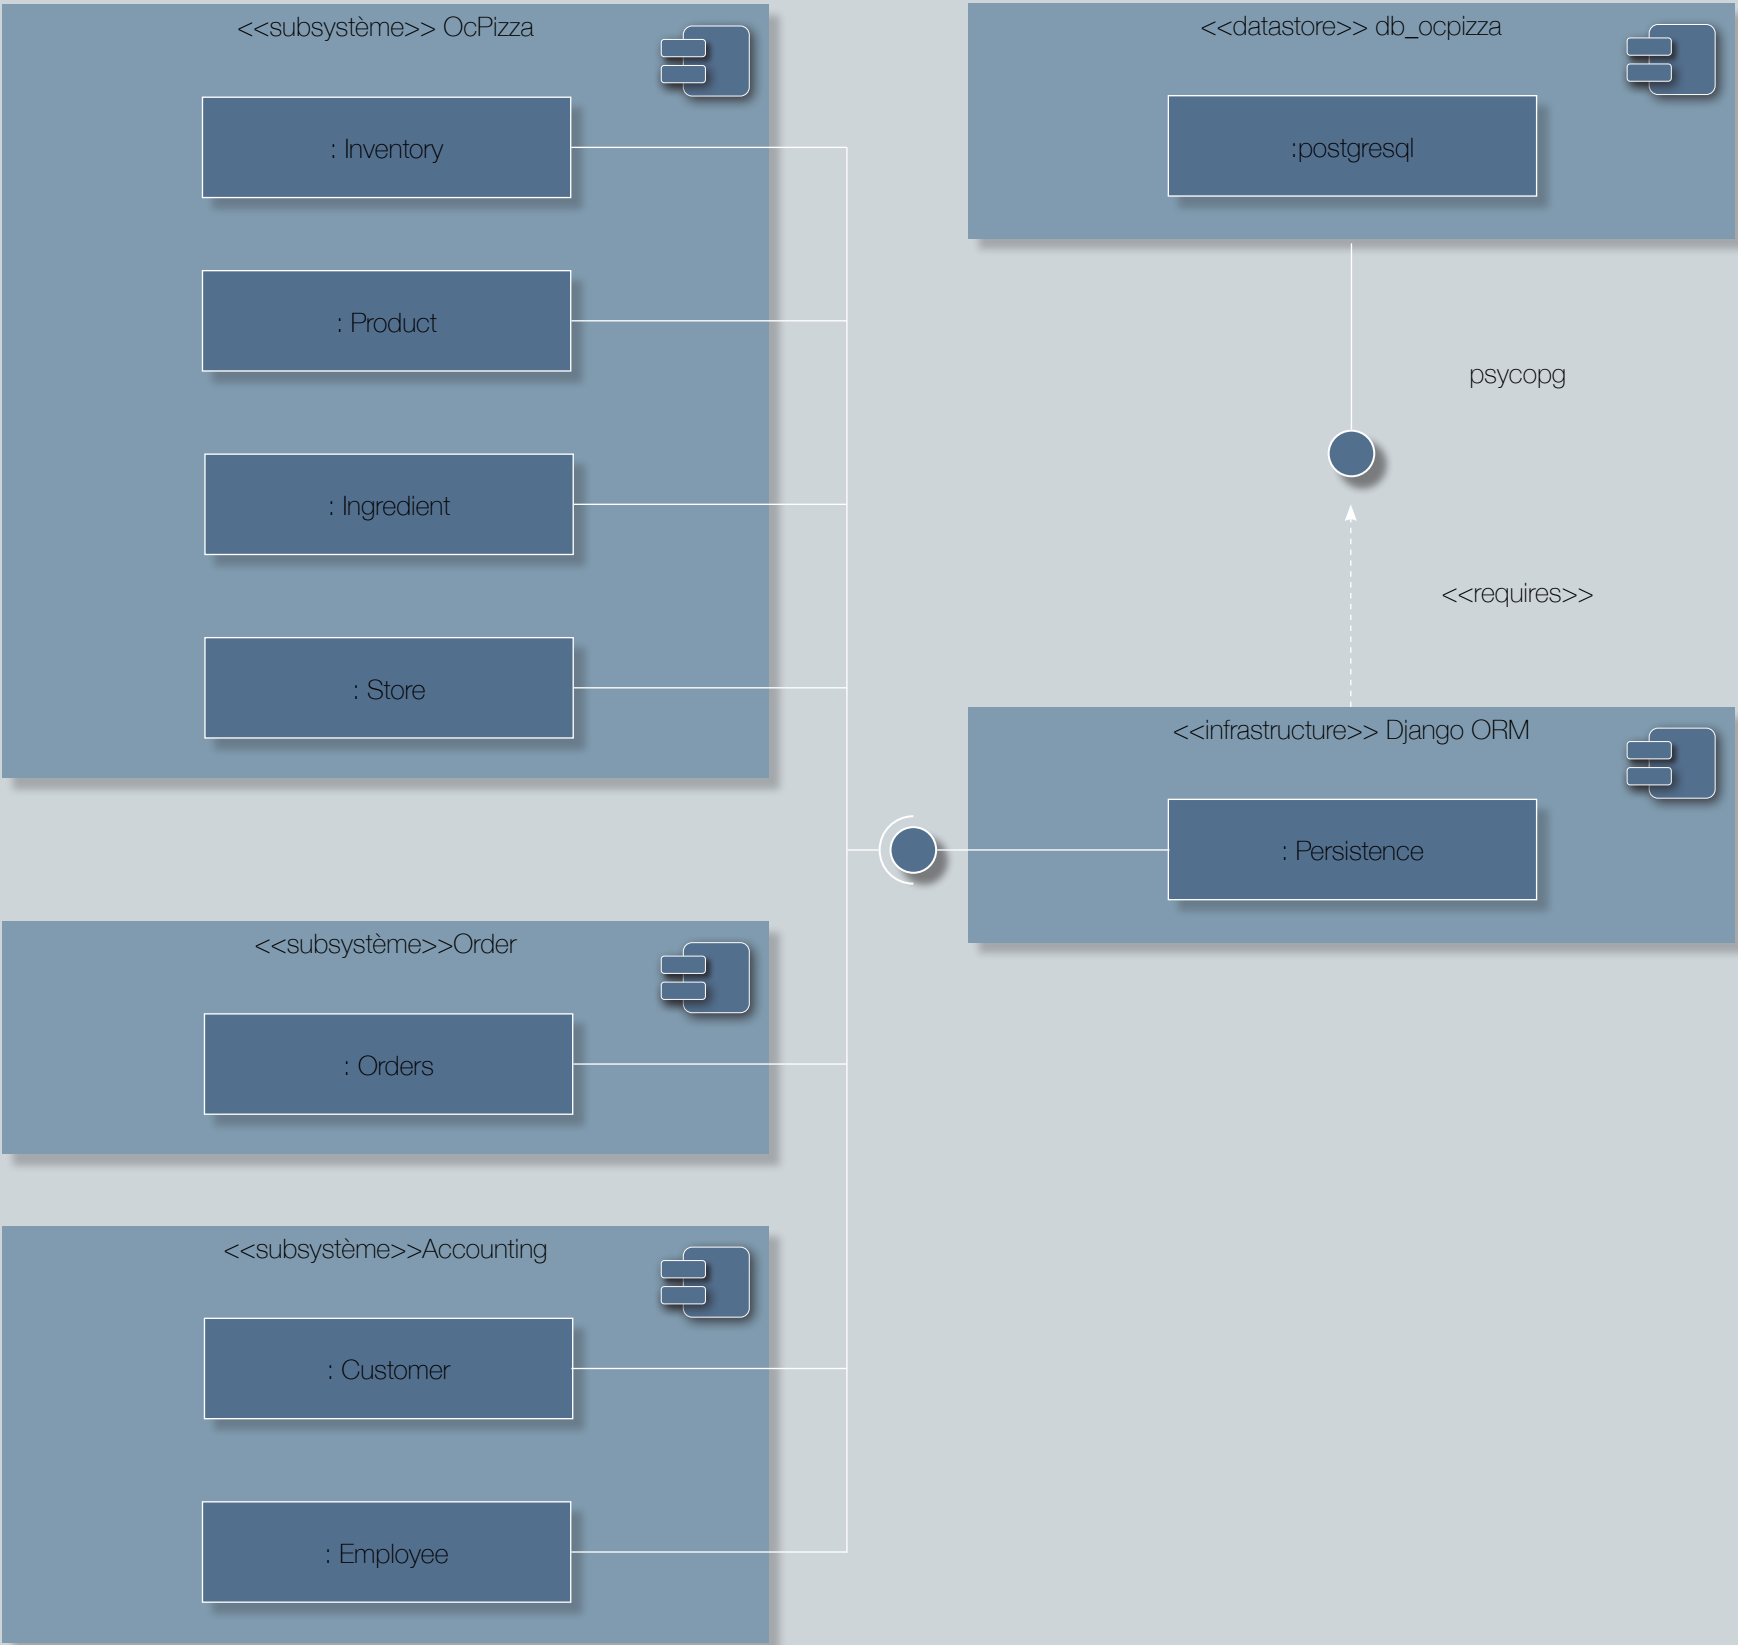 <<subsystème>> OcPizza
: Inventory
: Product
: Ingredient
: Store
<<subsystème>>Order
: Orders
<<subsystème>>Accounting
: Customer
: Employee
<<datastore>> db_ocpizza
:postgresql
psycopg
<<requires>>
<<infrastructure>> Django ORM
: Persistence